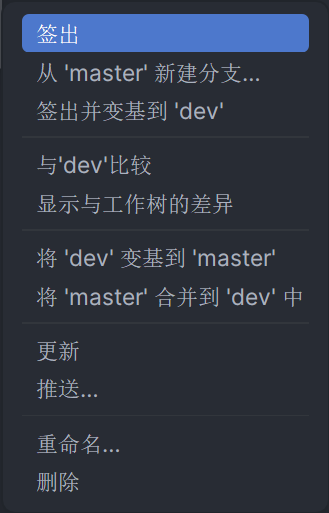 签出
从 'master' 新建分支...
签出并变基到 'dev'
与'dev'比较
显示与工作树的差异
将 'dev' 变基到 'master'
将 'master' 合并到 'dev' 中
更新
推送...
重命名...
删除